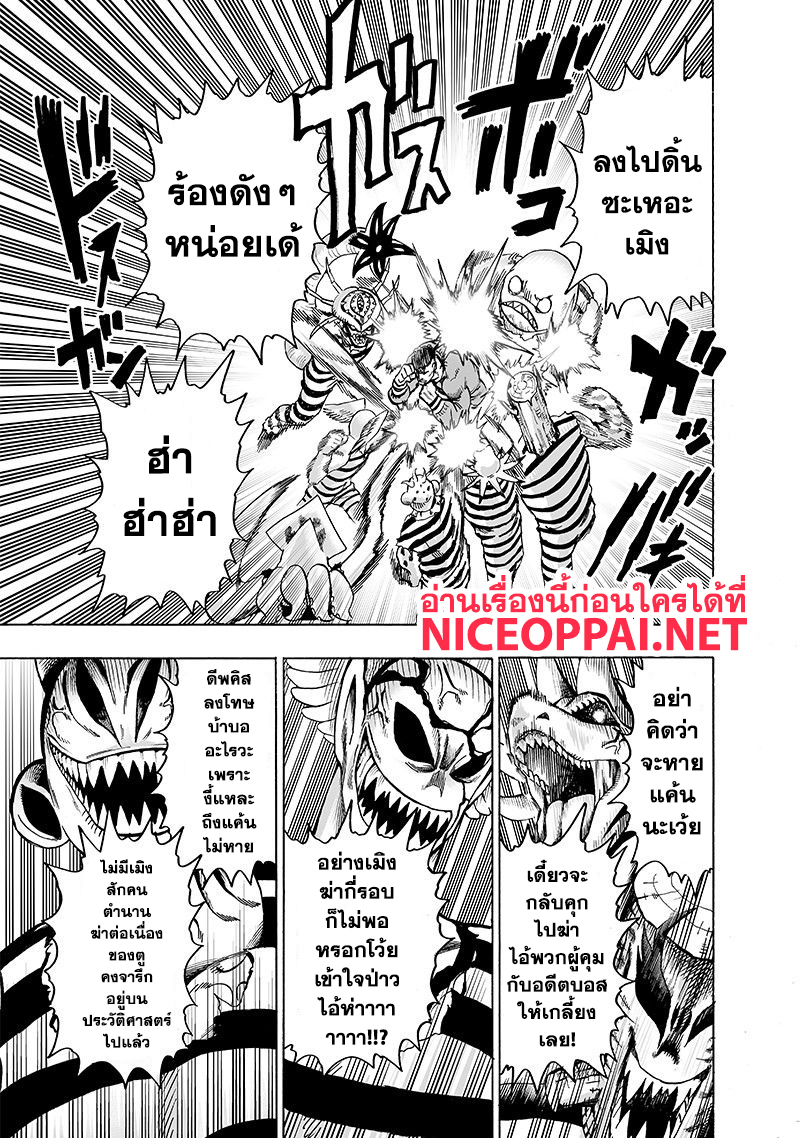 ลงไปดิ้น
ซะเหอะ
เมิง
ร้องดังๆ
หน่อยเด้
ฮ่า
ฮ่าฮ่า
ボコ
ガス
ドス
ガン
อ่านเรื่องนี้ก่อนใครได้ที่
NICEOPPAI.NET
อย่า
คิดว่า
จะหาย
แค้น
นะเว้ย
เดี๋ยวจะ
กลับคุก
ไปฆ่า
ไอ้พวกผู้คุม
กับอดีตบอส
ให้เกลี้ยง
เลย!
อย่างเมิง
ฆ่ากี่รอบ
ก็ไม่พอ
หรอกโว้ย
เข้าใจป่าว
ไอ้ห่าาาา
าาาา!!?
ดีพคิส
ลงโทษ
บ้าบอ
อะไรวะ
เพราะ
งี้แหละ
ถึงแค้น
ไม่หาย
ไม่มีเมิง
สักคน
ตำนาน
ฆ่าต่อเนื่อง
ของตู
คงจารึก
อยู่บน
ประวัติศาสตร์
ไปแล้ว